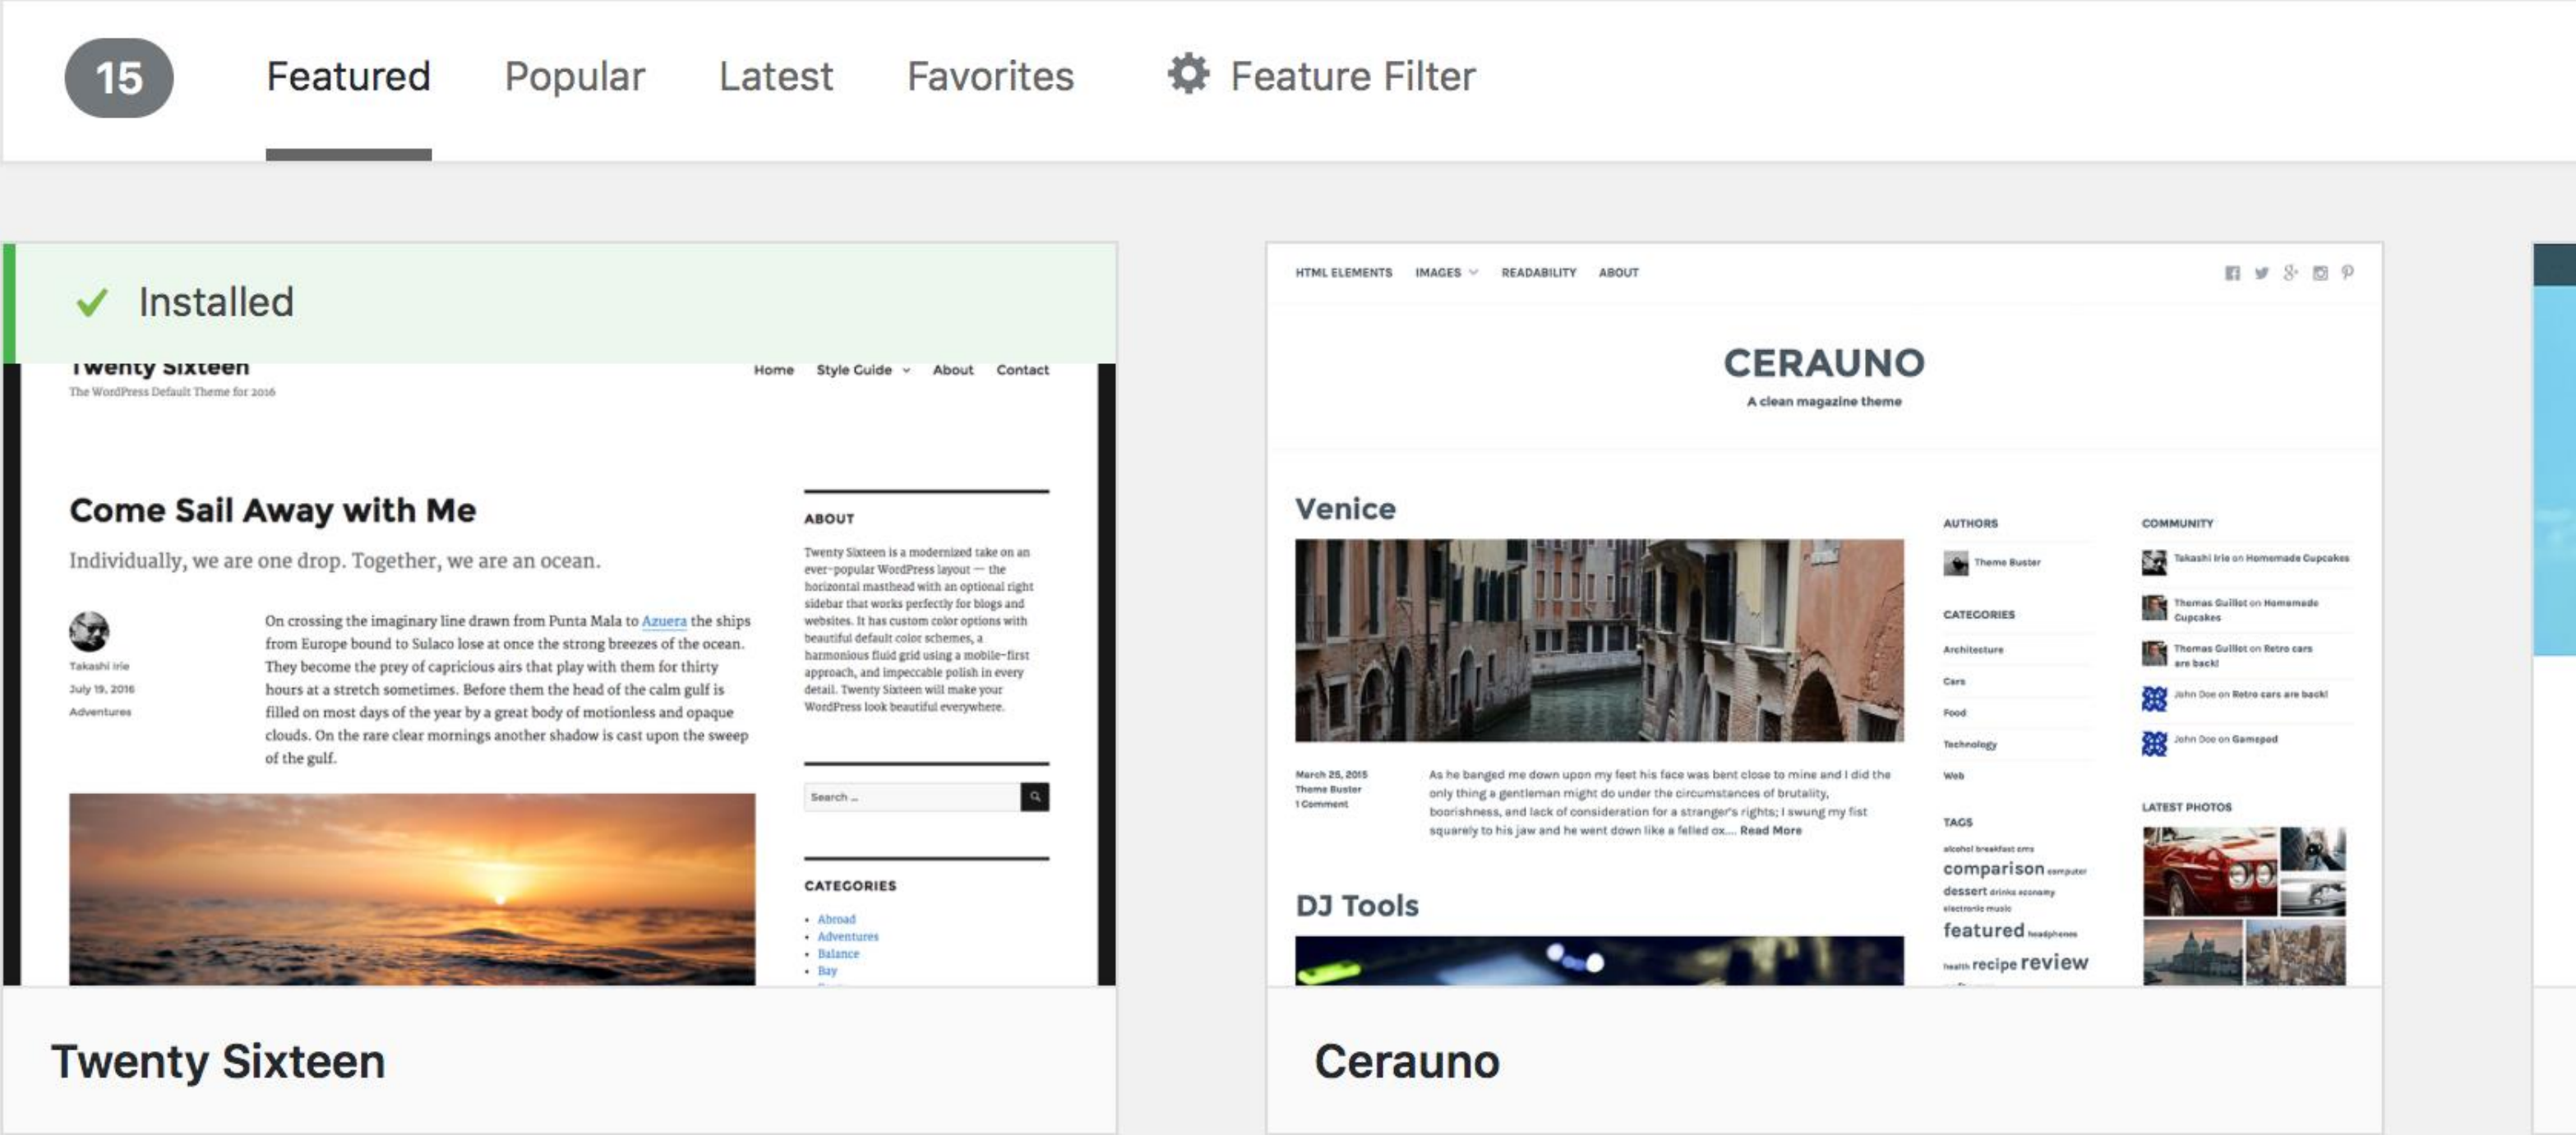 15 Featured Popular Latest Favorites Feature Filter
Installed
Twenty Sixteen
The WordPress Default Theme for 2016
Home Style Guide About Contact
Come Sail Away with Me
Individually, we are one drop. Together, we are an ocean.
Takashi Irie
July 19, 2016
Adventures
On crossing the imaginary line drawn from Punta Mala to Azuera the ships
from Europe bound to Sulaco lose at once the strong breezes of the ocean.
They become the prey of capricious airs that play with them for thirty
hours at a stretch sometimes. Before them the head of the calm gulf is
filled on most days of the year by a great body of motionless and opaque
clouds. On the rare clear mornings another shadow is cast upon the sweep
of the gulf.
ABOUT
Twenty Sixteen is a modernized take on an
ever-popular WordPress layout — the
horizontal masthead with an optional right
sidebar that works perfectly for blogs and
websites. It has custom color options with
beautiful default color schemes, a
harmonious fluid grid using a mobile-first
approach, and impeccable polish in every
detail. Twenty Sixteen will make your
WordPress look beautiful everywhere.
Search ...
CATEGORIES
Abroad
Adventures
Balance
Bay
Twenty Sixteen
HTML ELEMENTS IMAGES READABILITY ABOUT
CERAUNO
A clean magazine theme
Venice
March 25, 2015
Theme Buster
1 Comment
As he banged me down upon my feet his face was bent close to mine and I did the
only thing a gentleman might do under the circumstances of brutality,
boorishness, and lack of consideration for a stranger's rights; I swung my fist
squarely to his jaw and he went down like a felled ox.... Read More
DJ Tools
AUTHORS
Theme Buster
CATEGORIES
Architecture
Cars
Food
Technology
Web
TAGS
alcohol breakfast cms
comparison computer
dessert drinks economy
electronic music
featured headphones
health recipe review
COMMUNITY
Takashi Irie on Homemade Cupcakes
Thomas Guillot on Homemade
Cupcakes
Thomas Guillot on Retro cars
are back!
John Doe on Retro cars are back!
John Doe on Gamepad
LATEST PHOTOS
Cerauno